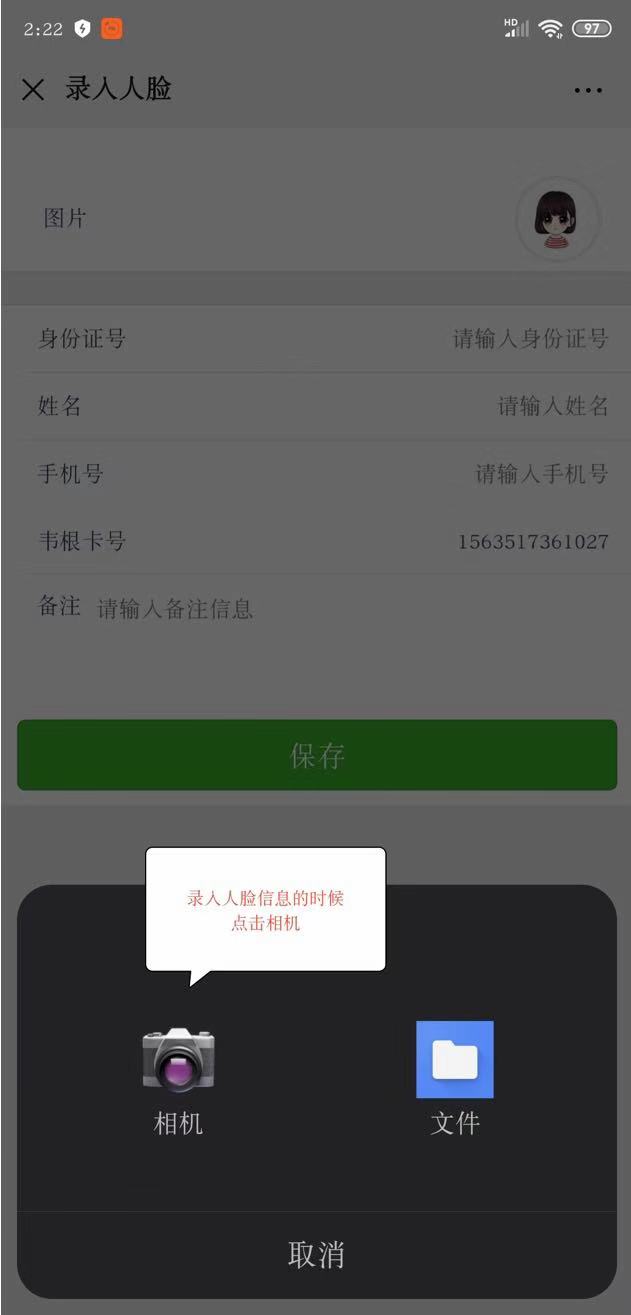 2:22
HD
97
录入人脸
图片
身份证号 请输入身份证号
姓名 请输入姓名
手机号 请输入手机号
韦根卡号 1563517361027
备注 请输入备注信息
保存
录入人脸信息的时候
点击相机
相机 文件
取消